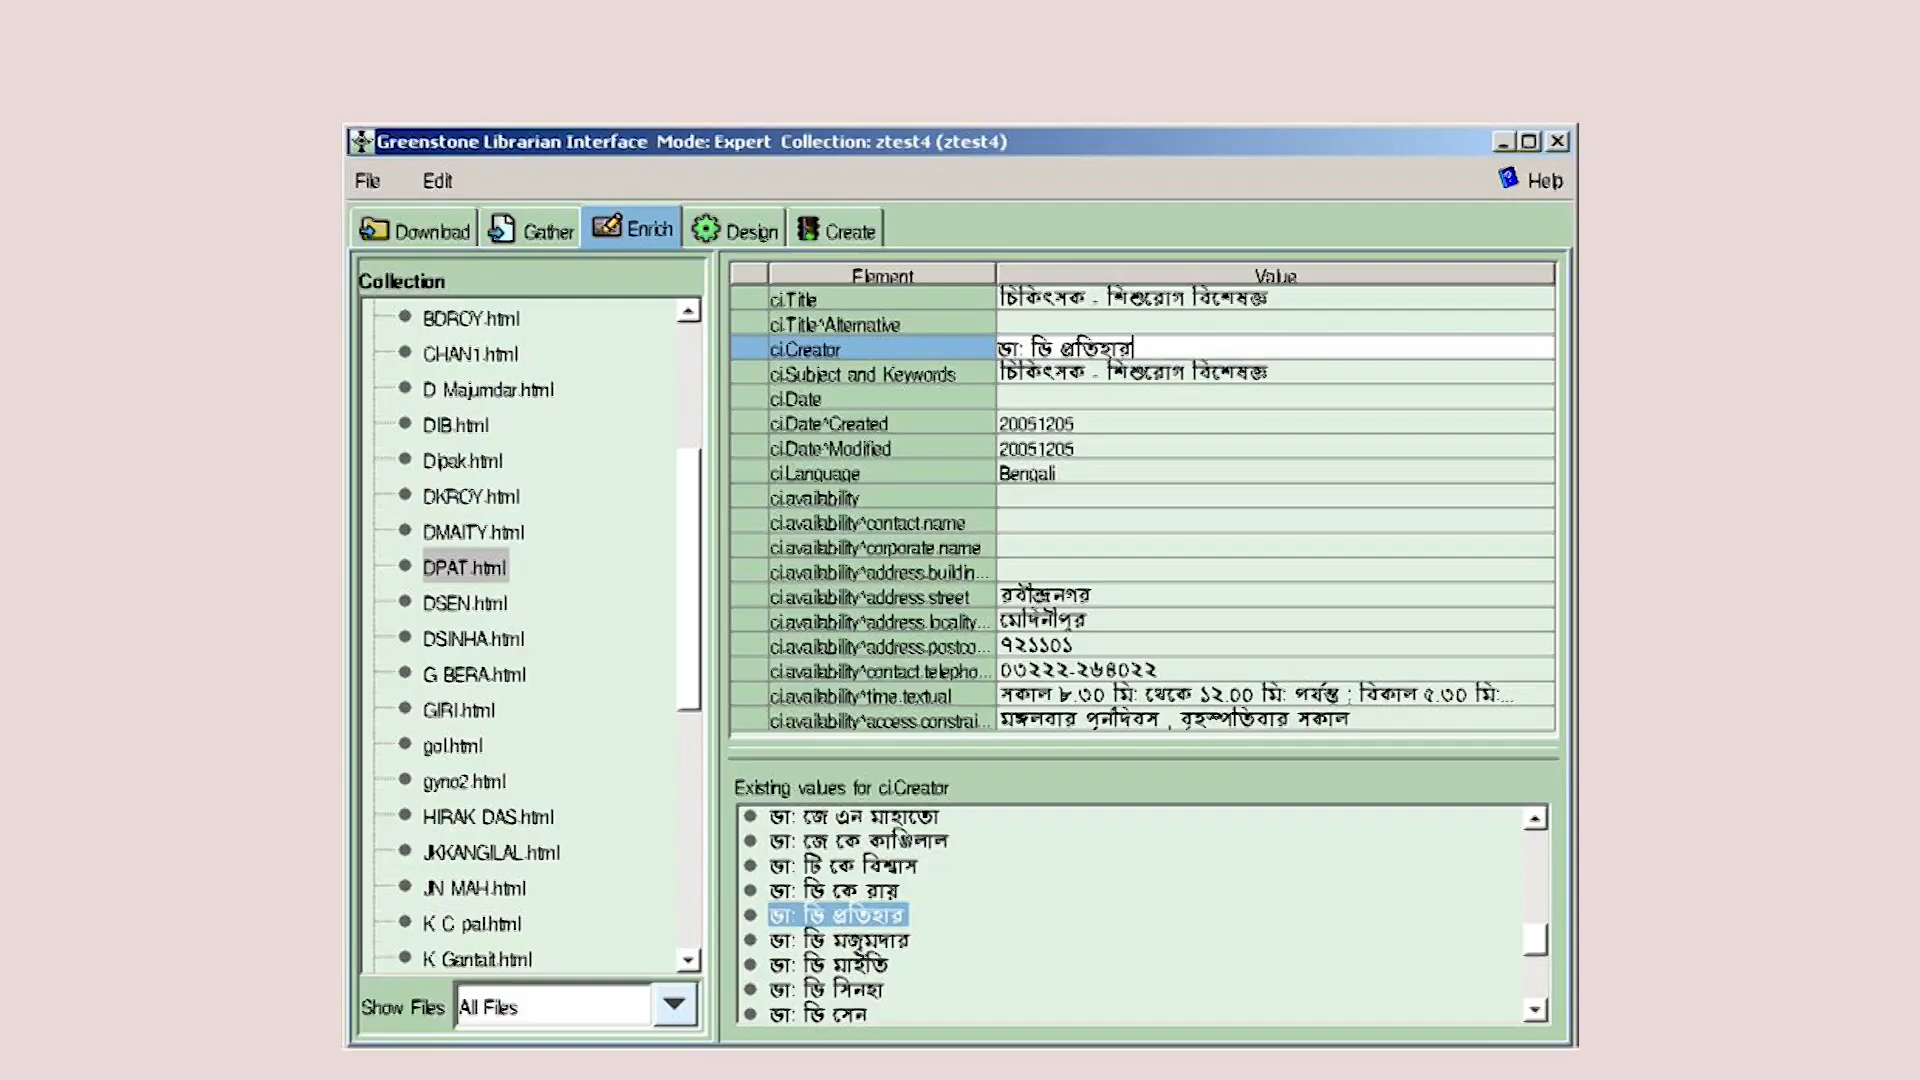 Greenstone Librarian Interface Mode: Expert Collection: ztest4 (ztest4)
File Edit Help
Download Gather Enrich Design Create
Collection
BDROY.html
CHAN1.html
D Majumdar.html
DIB.html
Dipak.html
DKROY.html
DMAITY.html
DPAT.html
DSEN.html
DSINHA.html
G BERA.html
GIRI.html
gol.html
gyno2.html
HIRAK DAS.html
JKKANGILAL.html
JN MAH.html
K C pal.html
K Gantait.html
Show Files All Files
Element Value
ci.Title চিকিৎসক - শিশুরোগ বিশেষজ্ঞ
ci.Title^Alternative
ci.Creator ডা: ডি প্রতিহার
ci.Subject and Keywords চিকিৎসক - শিশুরোগ বিশেষজ্ঞ
ci.Date
ci.Date^Created 20051205
ci.Date^Modified 20051205
ci.Language Bengali
ci.availability
ci.availability^contact.name
ci.availability^corporate.name
ci.availability^address.buildin...
ci.availability^address.street রবীন্দ্রনগর
ci.availability^address.locality... মেদিনীপুর
ci.availability^address.postco... ৭২১১০১
ci.availability^contact.telepho... ০৩২২২-২৬৪০২২
ci.availability^time.textual সকাল ৮.৩০ মি: থেকে ১২.০০ মি: পর্যন্ত ; বিকাল ৫.৩০ মি:...
ci.availability^access.constrai... মঙ্গলবার পূর্নদিবস , বৃহস্পতিবার সকাল
Existing values for ci.Creator
ডা: জে এন মাহাতো
ডা: জে কে কাঞ্জিলাল
ডা: টি কে বিশ্বাস
ডা: ডি কে রায়
ডা: ডি প্রতিহার
ডা: ডি মজুমদার
ডা: ডি মাইতি
ডা: ডি সিনহা
ডা: ডি সেন